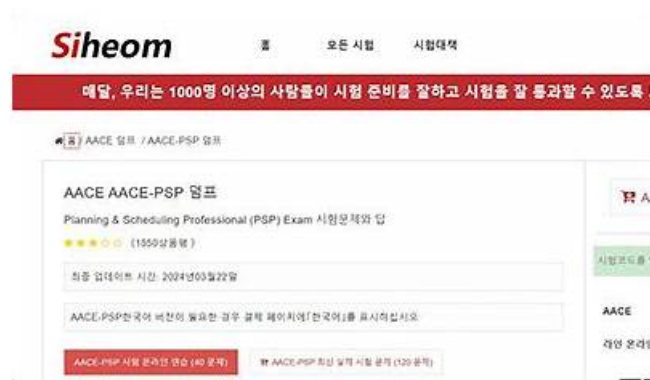 Siheom
홈 모든 시험 시험대책
매달, 우리는 1000명 이상의 사람들이 시험 준비를 잘하고 시험을 잘 통과할 수 있도록
홈 / AACE 덤프 / AACE-PSP 덤프
AACE AACE-PSP 덤프
Planning & Scheduling Professional (PSP) Exam 시험문제와 답
(1550상품평)
최종 업데이트 시간: 2024년03월22일
AACE-PSP한국어 버전이 필요한 경우 결제 페이지에「한국어」를 표시하십시오
시험코드를
AACE
AACE-PSP 시험 온라인 연습 (40 문제) AACE-PSP 최신 실제 시험 문제 (120 문제)